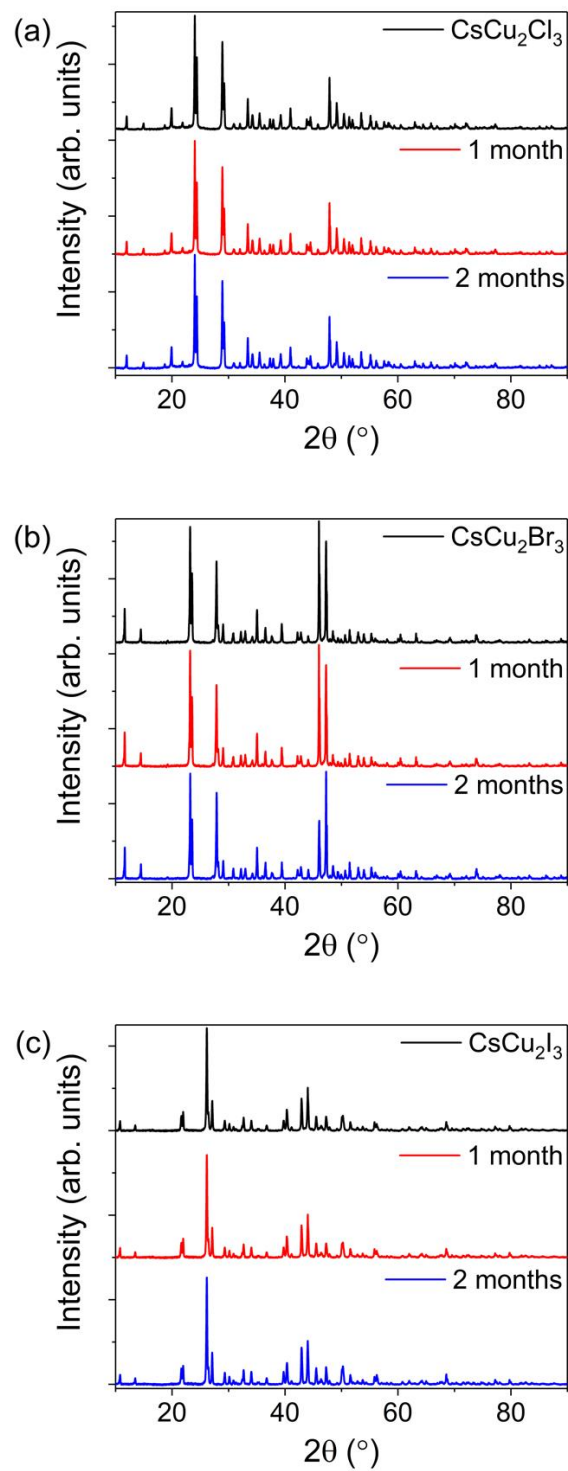 (a)
CsCu₂Cl₃
1 month
2 months
Intensity (arb. units)
20 40 60 80
2θ (°)
(b)
CsCu₂Br₃
1 month
2 months
Intensity (arb. units)
20 40 60 80
2θ (°)
(c)
CsCu₂I₃
1 month
2 months
Intensity (arb. units)
20 40 60 80
2θ (°)